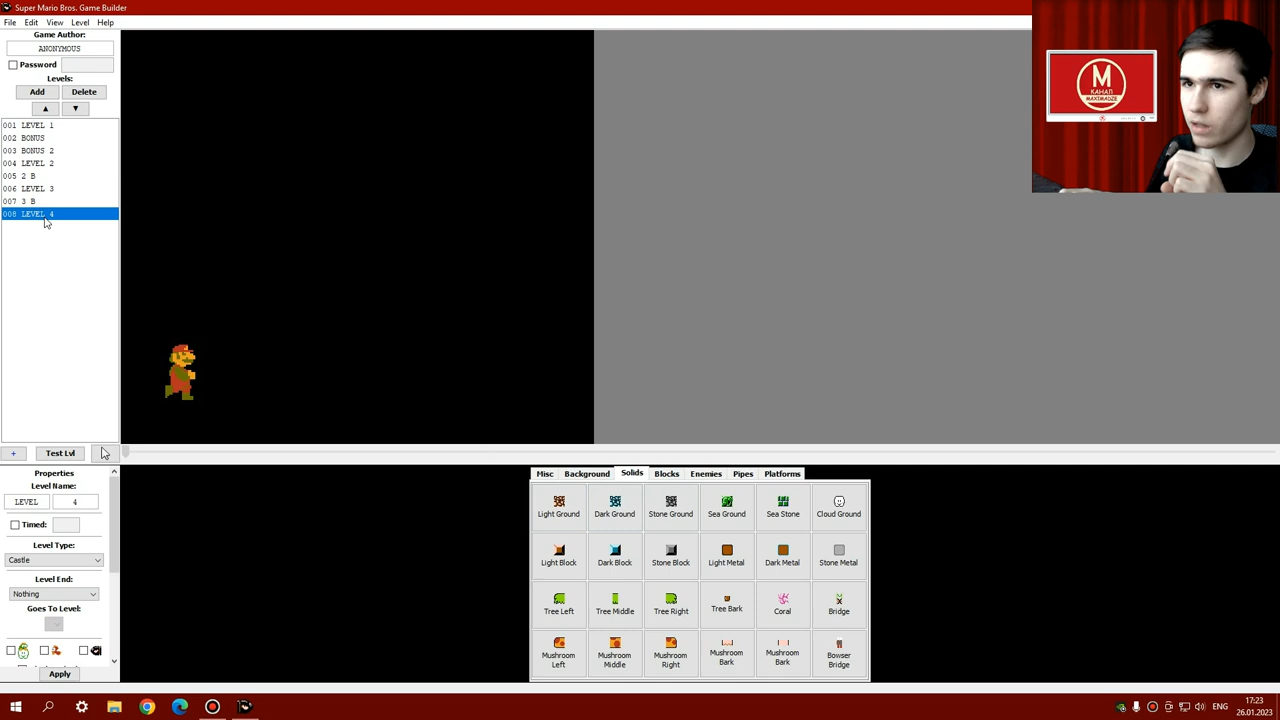 Super Mario Bros. Game Builder
File Edit View Level Help
Game Author:
ANONYMOUS
Password
Levels:
Add Delete
▲ ▼
001 LEVEL 1
002 BONUS
003 BONUS 2
004 LEVEL 2
005 2 B
006 LEVEL 3
007 3 B
008 LEVEL 4
M
КАНАЛ
MAXIMADZE
+ Test Lvl
Properties
Level Name:
LEVEL 4
Timed:
Level Type:
Castle
Level End:
Nothing
Goes To Level:
Apply
Misc Background Solids Blocks Enemies Pipes Platforms
Light Ground Dark Ground Stone Ground Sea Ground Sea Stone Cloud Ground
Light Block Dark Block Stone Block Light Metal Dark Metal Stone Metal
Tree Left Tree Middle Tree Right Tree Bark Coral Bridge
Mushroom Left Mushroom Middle Mushroom Right Mushroom Bark Mushroom Bark Bowser Bridge
ENG
17:23
26.01.2023